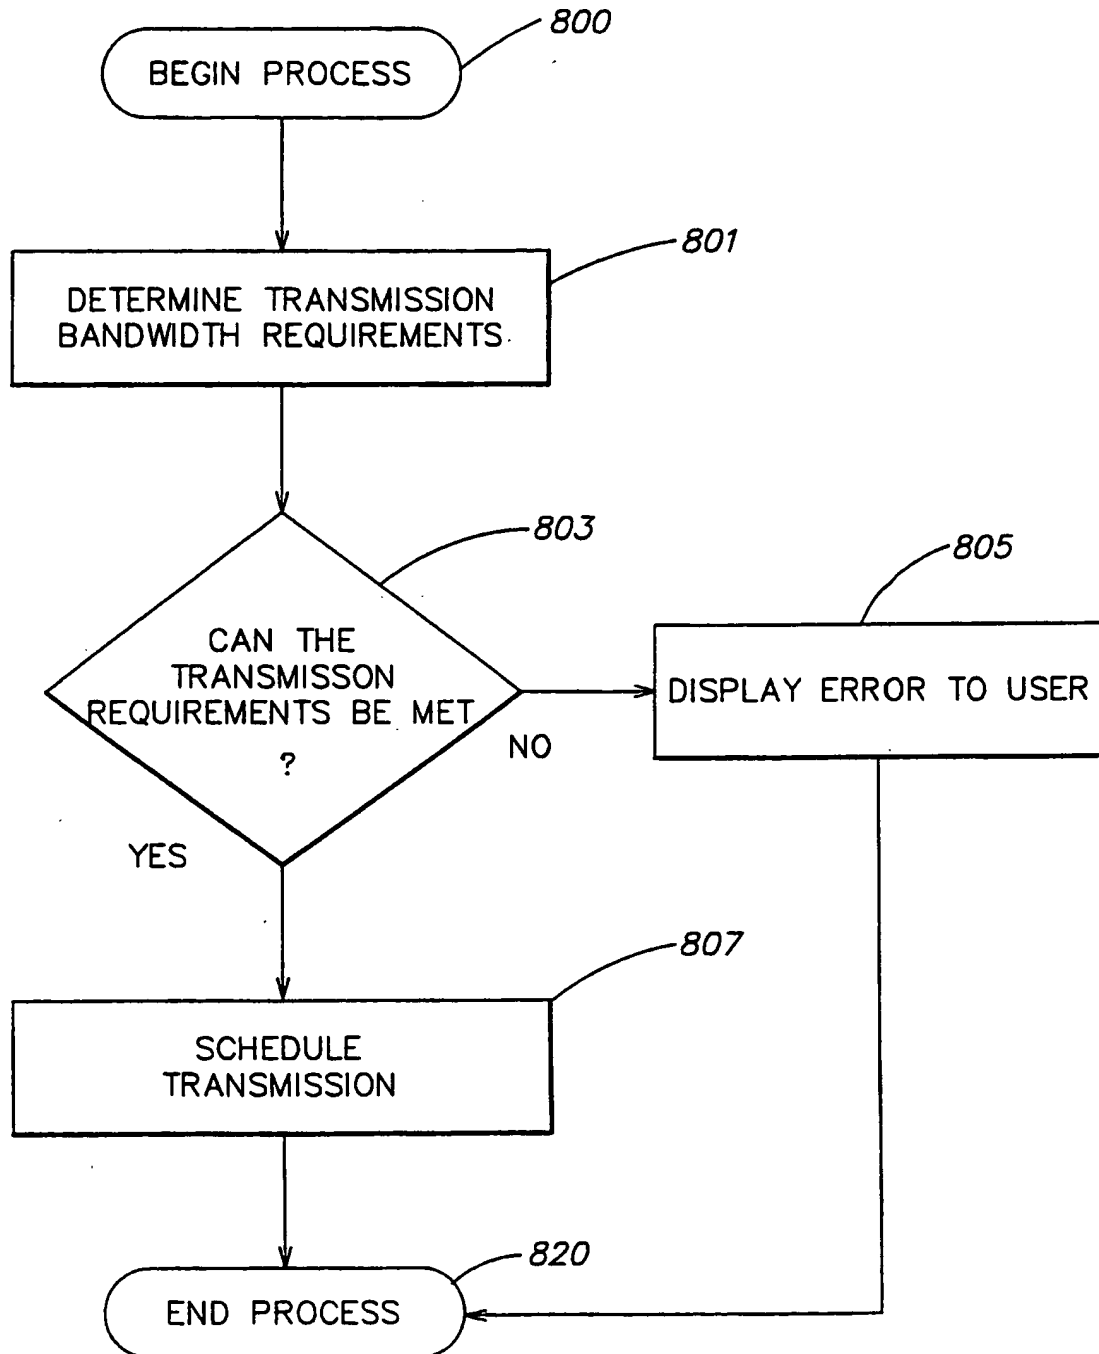 800
BEGIN PROCESS
801
DETERMINE TRANSMISSION
BANDWIDTH REQUIREMENTS
803
805
CAN THE
TRANSMISSON
REQUIREMENTS BE MET
?
DISPLAY ERROR TO USER
NO
YES
807
SCHEDULE
TRANSMISSION
820
END PROCESS